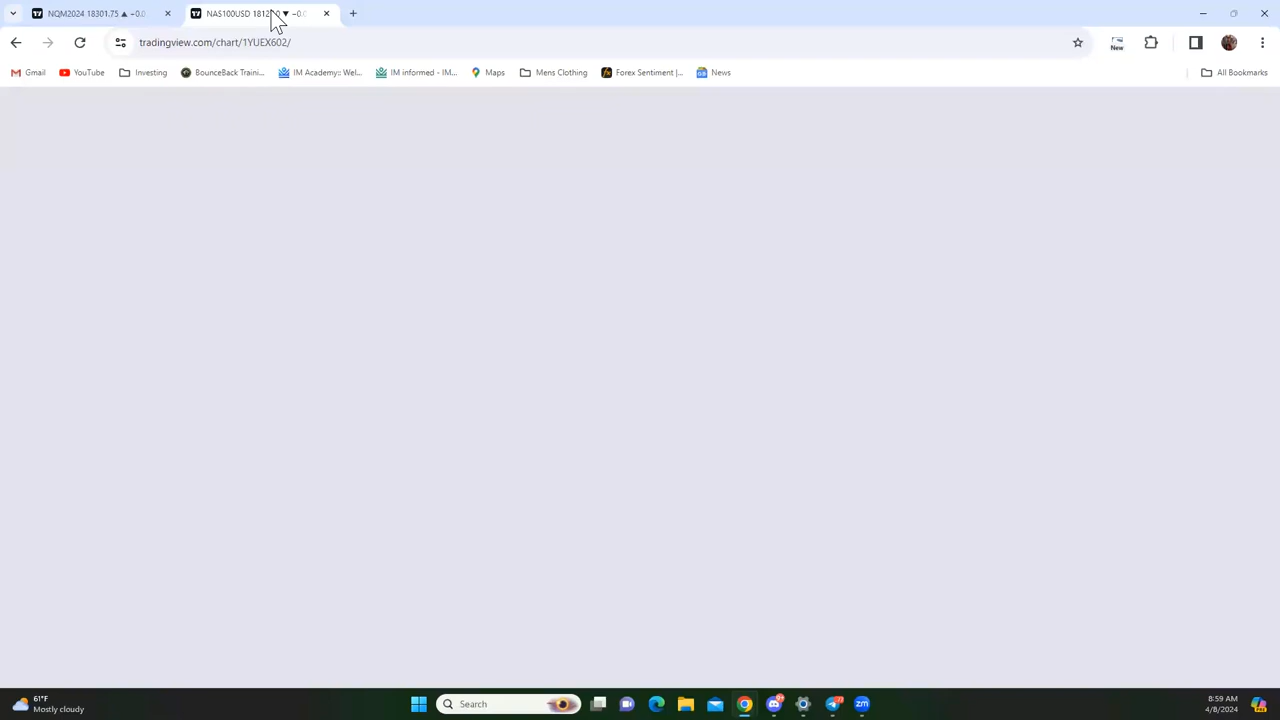 NQM2024 18301.75 ▲ +0.
NAS100USD ▼ −0.
tradingview.com/chart/1YUEX602/
New
Gmail YouTube Investing BounceBack Traini... IM Academy:: Wel... IM informed - IM... Maps Mens Clothing Forex Sentiment |... News All Bookmarks
61°F
Mostly cloudy
Search
zm
8:59 AM
4/8/2024